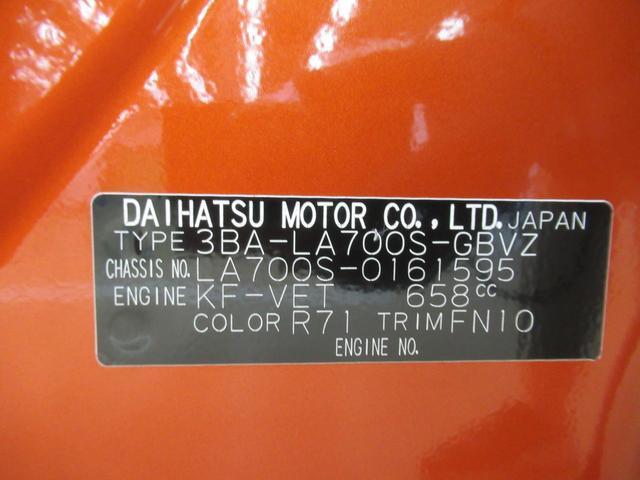 DAIHATSU MOTOR CO., LTD. JAPAN
TYPE 3BA-LA700S-GBVZ
CHASSIS NO. LA700S-0161595
ENGINE KF-VET 658cc
COLOR R71 TRIM FN10
ENGINE NO.